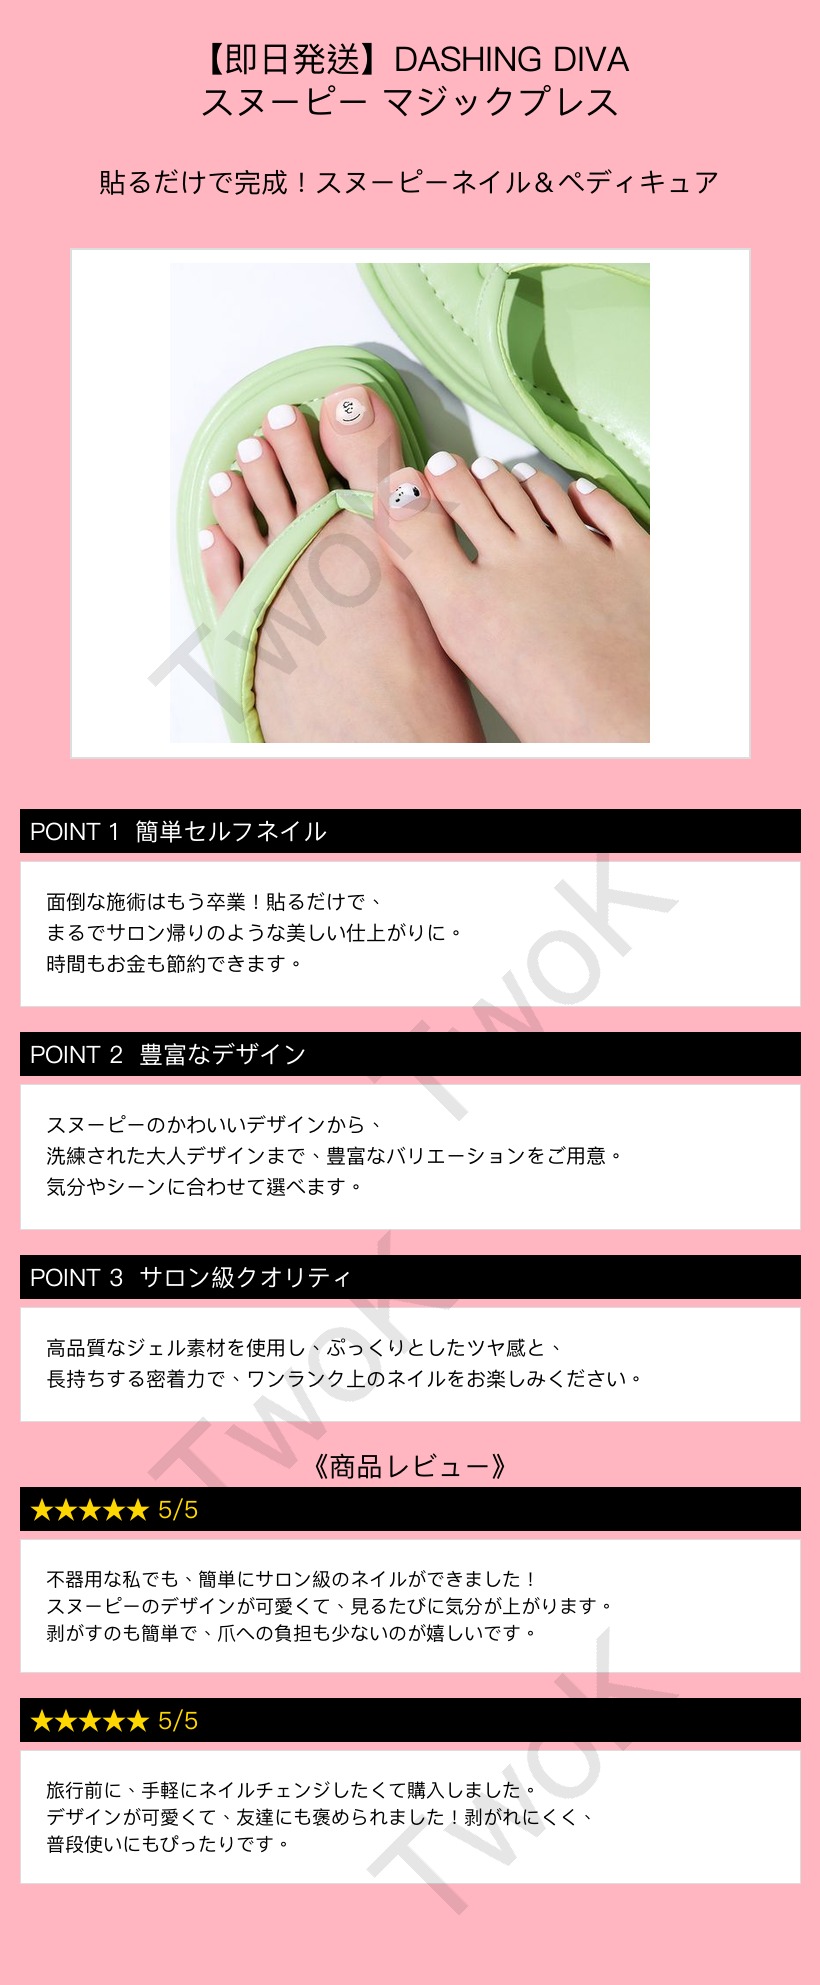 【即日発送】DASHING DIVA
スヌーピー マジックプレス
貼るだけで完成！スヌーピーネイル＆ペディキュア
TwoK
POINT 1 簡単セルフネイル
面倒な施術はもう卒業！貼るだけで、
まるでサロン帰りのような美しい仕上がりに。
時間もお金も節約できます。
TwoK
POINT 2 豊富なデザイン
スヌーピーのかわいいデザインから、
洗練された大人デザインまで、豊富なバリエーションをご用意。
気分やシーンに合わせて選べます。
POINT 3 サロン級クオリティ
高品質なジェル素材を使用し、ぷっくりとしたツヤ感と、
長持ちする密着力で、ワンランク上のネイルをお楽しみください。
TwoK
《商品レビュー》
★★★★★ 5/5
不器用な私でも、簡単にサロン級のネイルができました！
スヌーピーのデザインが可愛くて、見るたびに気分が上がります。
剥がすのも簡単で、爪への負担も少ないのが嬉しいです。
★★★★★ 5/5
旅行前に、手軽にネイルチェンジしたくて購入しました。
デザインが可愛くて、友達にも褒められました！剥がれにくく、
普段使いにもぴったりです。
TwoK